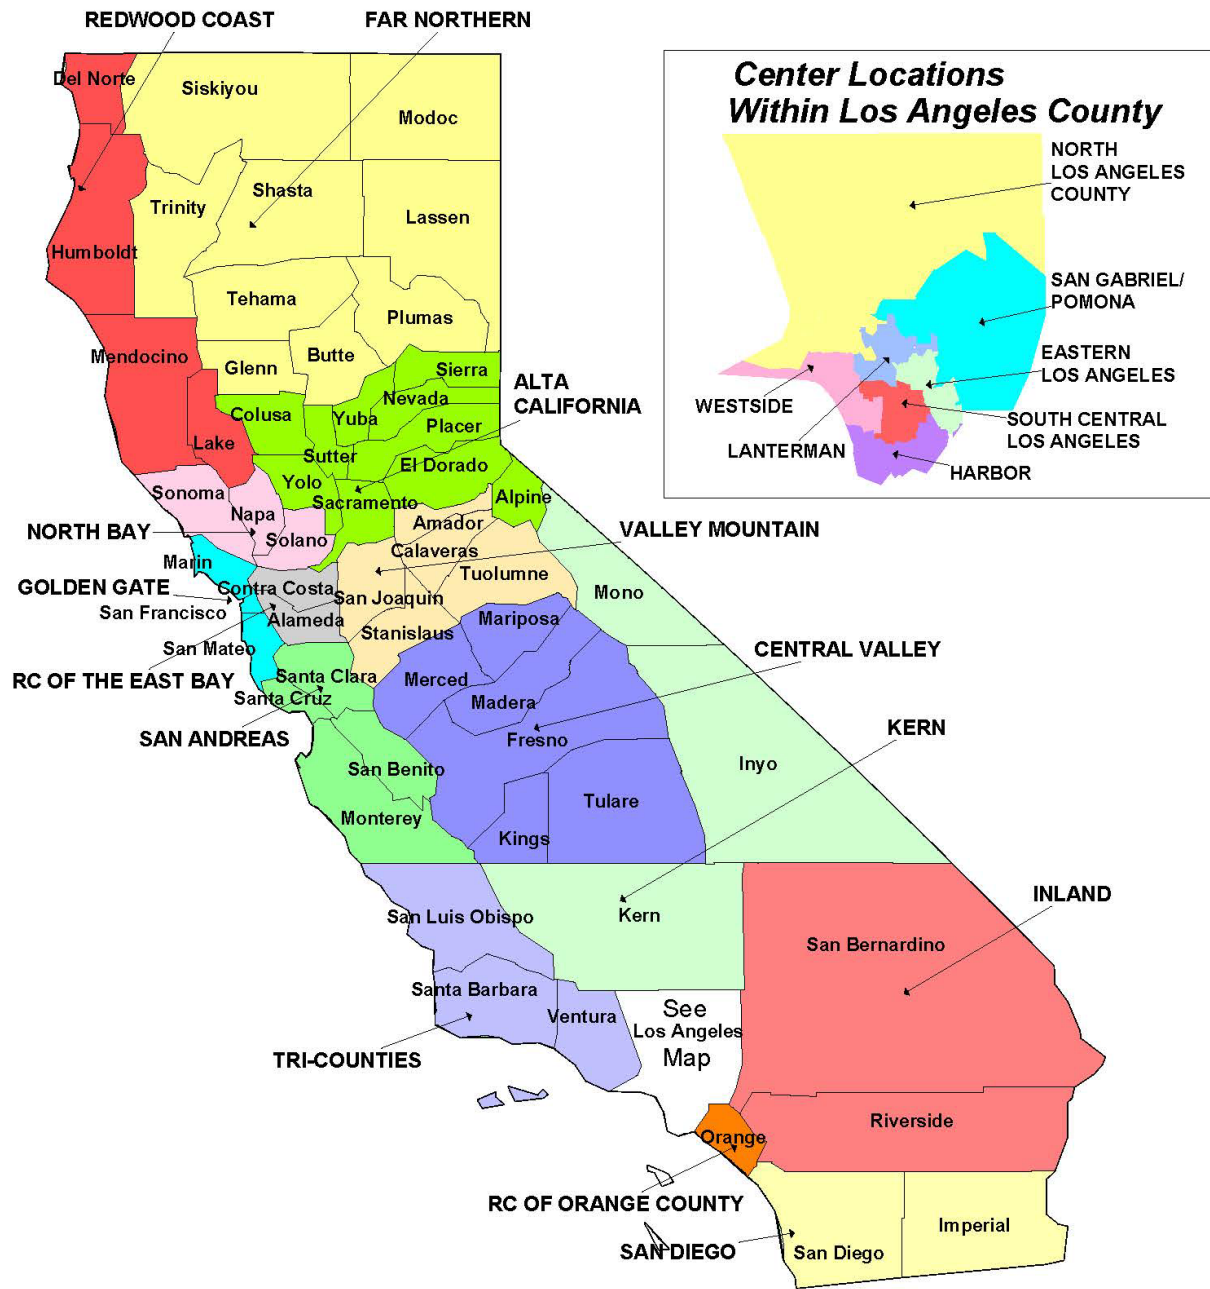 REDWOOD COAST
FAR NORTHERN
Del Norte
Siskiyou
Modoc
Shasta
Trinity
Lassen
Humboldt
Tehama
Plumas
Mendocino
Glenn
Butte
Sierra
Nevada
Colusa
Yuba
Placer
Lake
Sutter
El Dorado
Yolo
Sacramento
Alpine
ALTA
CALIFORNIA
Sonoma
Napa
Solano
NORTH BAY
Amador
Calaveras
VALLEY MOUNTAIN
Marin
Tuolumne
GOLDEN GATE
Contra Costa
San Joaquin
Mono
San Francisco
Alameda
Mariposa
Stanislaus
San Mateo
CENTRAL VALLEY
RC OF THE EAST BAY
Santa Clara
Merced
Santa Cruz
Madera
SAN ANDREAS
Fresno
KERN
San Benito
Inyo
Tulare
Monterey
Kings
INLAND
San Luis Obispo
Kern
San Bernardino
Santa Barbara
Ventura
See
Los Angeles
Map
TRI-COUNTIES
Orange
Riverside
RC OF ORANGE COUNTY
SAN DIEGO
San Diego
Imperial
Center Locations
Within Los Angeles County
NORTH
LOS ANGELES
COUNTY
SAN GABRIEL/
POMONA
EASTERN
LOS ANGELES
WESTSIDE
SOUTH CENTRAL
LOS ANGELES
LANTERMAN
HARBOR